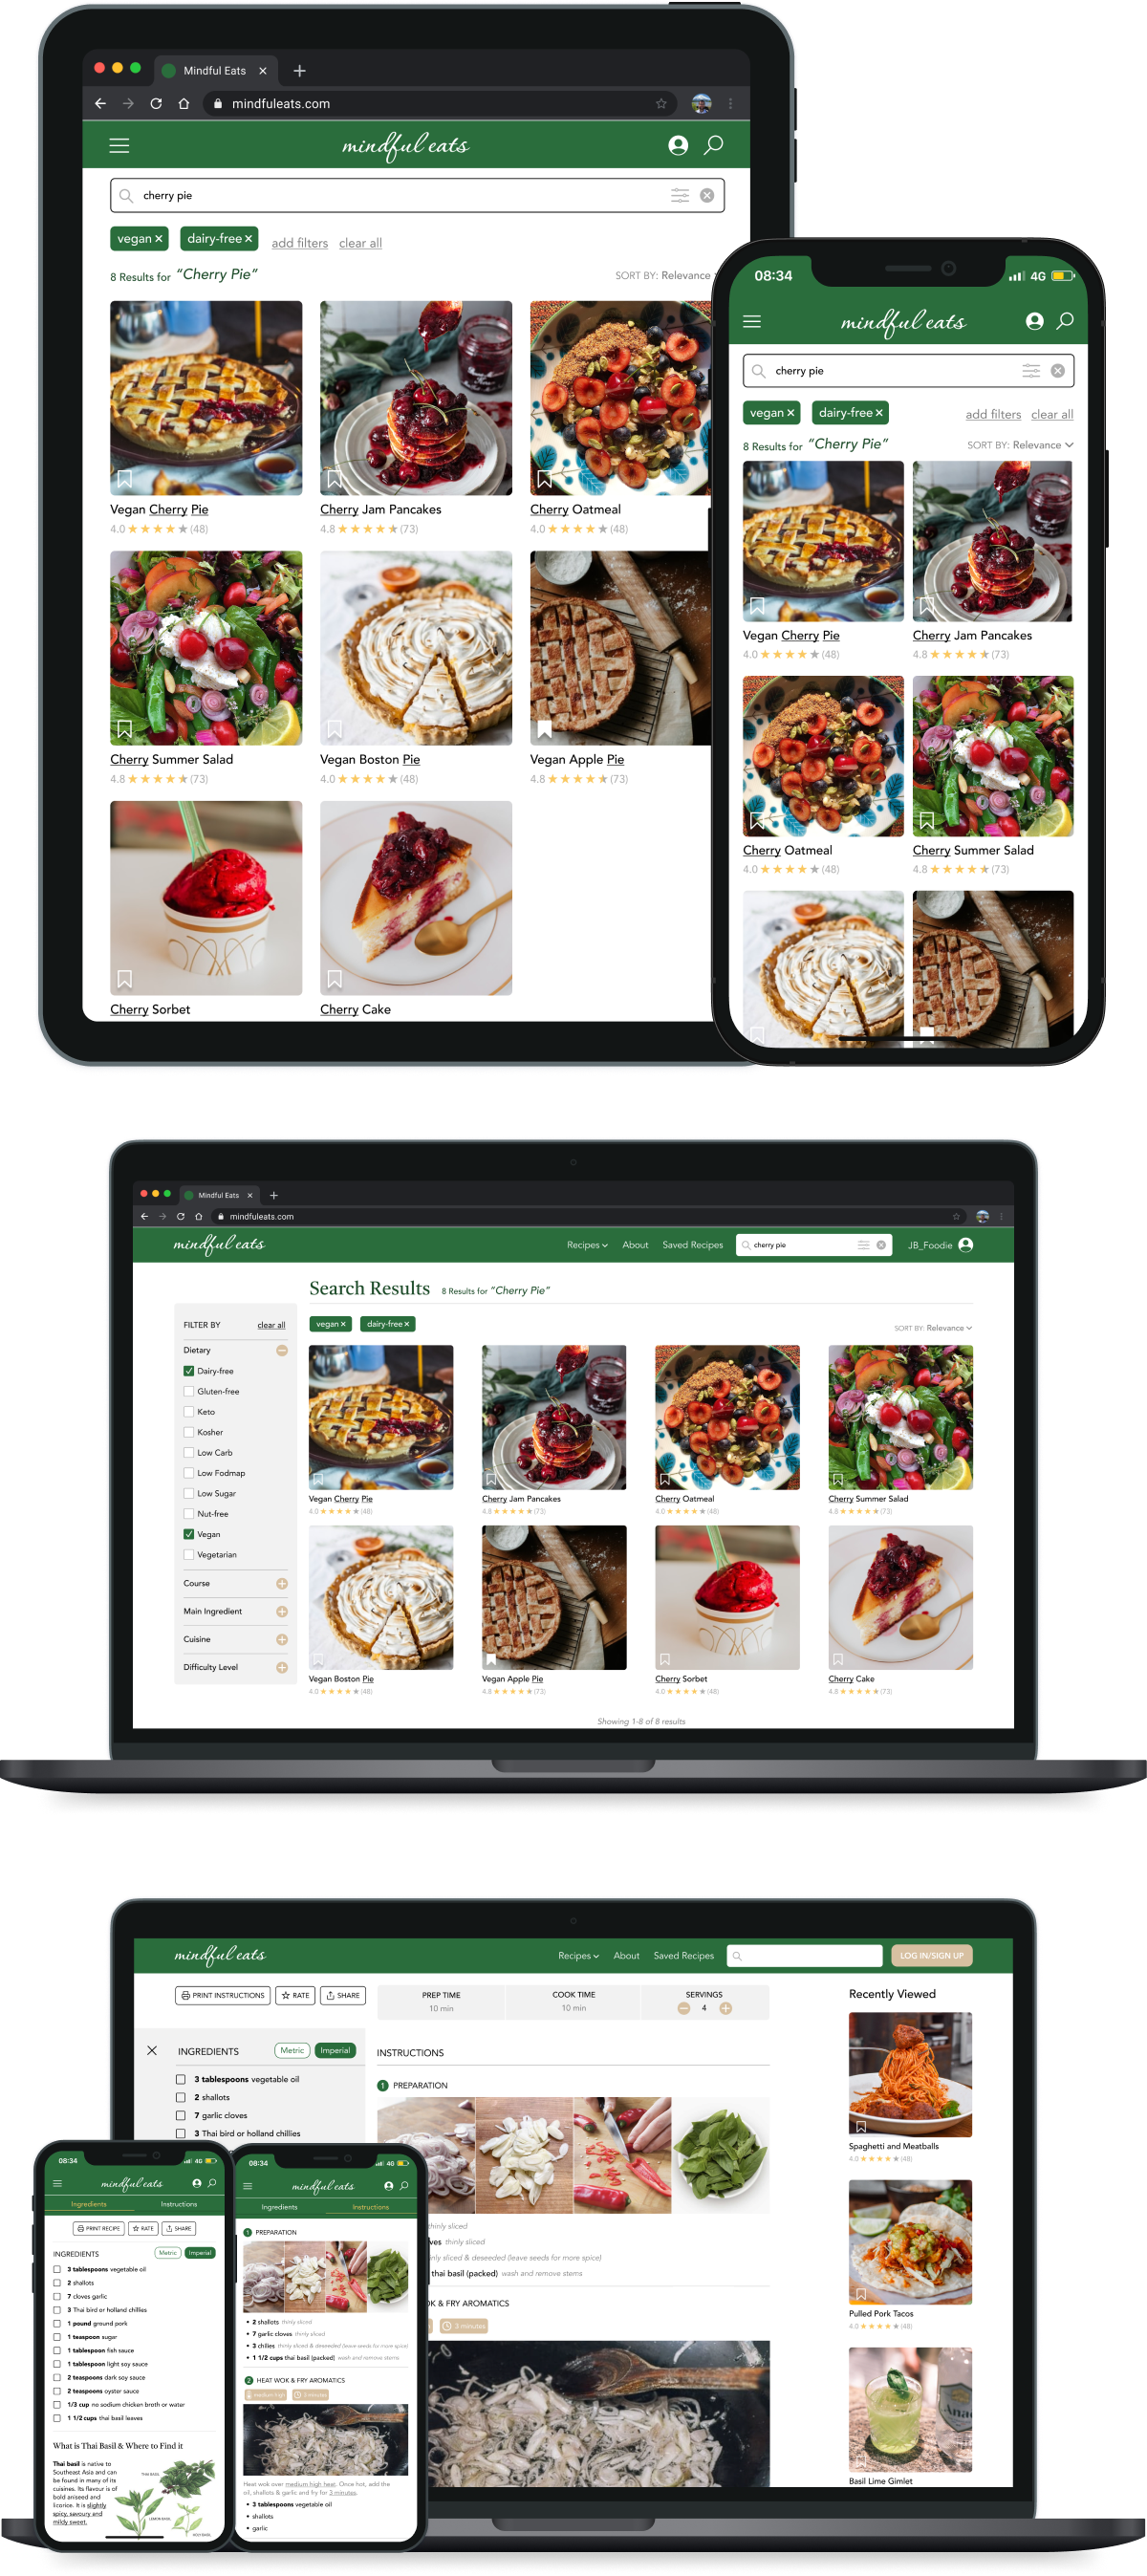 Mindful Eats
mindfuleats.com
mindful eats
cherry pie
vegan
dairy-free
add filters
clear all
8 Results for "Cherry Pie"
SORT BY: Relevance
Vegan Cherry Pie
4.0 (48)
Cherry Jam Pancakes
4.8 (73)
Cherry Oatmeal
4.0 (48)
Cherry Summer Salad
4.8 (73)
Vegan Boston Pie
4.0 (48)
Vegan Apple Pie
4.8 (73)
Cherry Sorbet
Cherry Cake
08:34
4G
mindful eats
cherry pie
vegan
dairy-free
add filters
clear all
8 Results for "Cherry Pie"
SORT BY: Relevance
Vegan Cherry Pie
4.0 (48)
Cherry Jam Pancakes
4.8 (73)
Cherry Oatmeal
4.0 (48)
Cherry Summer Salad
4.8 (73)
Mindful Eats
mindfuleats.com
mindful eats
Recipes
About
Saved Recipes
cherry pie
JB_Foodie
Search Results
8 Results for "Cherry Pie"
FILTER BY
clear all
Dietary
Dairy-free
Gluten-free
Keto
Kosher
Low Carb
Low Fodmap
Low Sugar
Nut-free
Vegan
Vegetarian
Course
Main Ingredient
Cuisine
Difficulty Level
vegan
dairy-free
SORT BY: Relevance
Vegan Cherry Pie
4.0 (48)
Cherry Jam Pancakes
4.8 (73)
Cherry Oatmeal
4.0 (48)
Cherry Summer Salad
4.8 (73)
Vegan Boston Pie
4.0 (48)
Vegan Apple Pie
4.8 (73)
Cherry Sorbet
4.0 (48)
Cherry Cake
4.8 (73)
Showing 1-8 of 8 results
mindful eats
Recipes
About
Saved Recipes
LOG IN/SIGN UP
PRINT INSTRUCTIONS
RATE
SHARE
PREP TIME
10 min
COOK TIME
10 min
SERVINGS
4
INGREDIENTS
Metric
Imperial
3 tablespoons vegetable oil
2 shallots
7 garlic cloves
3 Thai bird or holland chillies
INSTRUCTIONS
1 PREPARATION
thinly sliced
thinly sliced
sliced & deseeded (leave seeds for more spice)
thai basil (packed) wash and remove stems
& FRY AROMATICS
3 minutes
Recently Viewed
Spaghetti and Meatballs
4.0 (48)
Pulled Pork Tacos
4.0 (48)
Basil Lime Gimlet
08:34
4G
mindful eats
Ingredients
Instructions
PRINT RECIPE
RATE
SHARE
INGREDIENTS
Metric
Imperial
3 tablespoons vegetable oil
2 shallots
7 cloves garlic
3 Thai bird or holland chillies
1 pound ground pork
1 teaspoon sugar
1 tablespoon fish sauce
1 tablespoon light soy sauce
2 teaspoons dark soy sauce
2 teaspoons oyster sauce
1/3 cup no sodium chicken broth or water
1 1/2 cups thai basil leaves
What is Thai Basil & Where to Find it
Thai basil is native to
Southeast Asia and can
be found in many of its
cuisines. Its flavour is of
bold aniseed and
licorice. It is slightly
spicy, savoury and
mildly sweet.
THAI BASIL
LEMON BASIL
HOLY BASIL
08:34
4G
mindful eats
Ingredients
Instructions
1 PREPARATION
2 shallots thinly sliced
7 garlic cloves thinly sliced
3 chilies thinly sliced & deseeded (leave seeds for more spice)
1 1/2 cups thai basil (packed) wash and remove stems
2 HEAT WOK & FRY AROMATICS
medium high
3 minutes
Heat wok over medium high heat. Once hot, add the
oil, shallots & garlic and fry for 3 minutes.
3 tablespoons vegetable oil
shallots
garlic